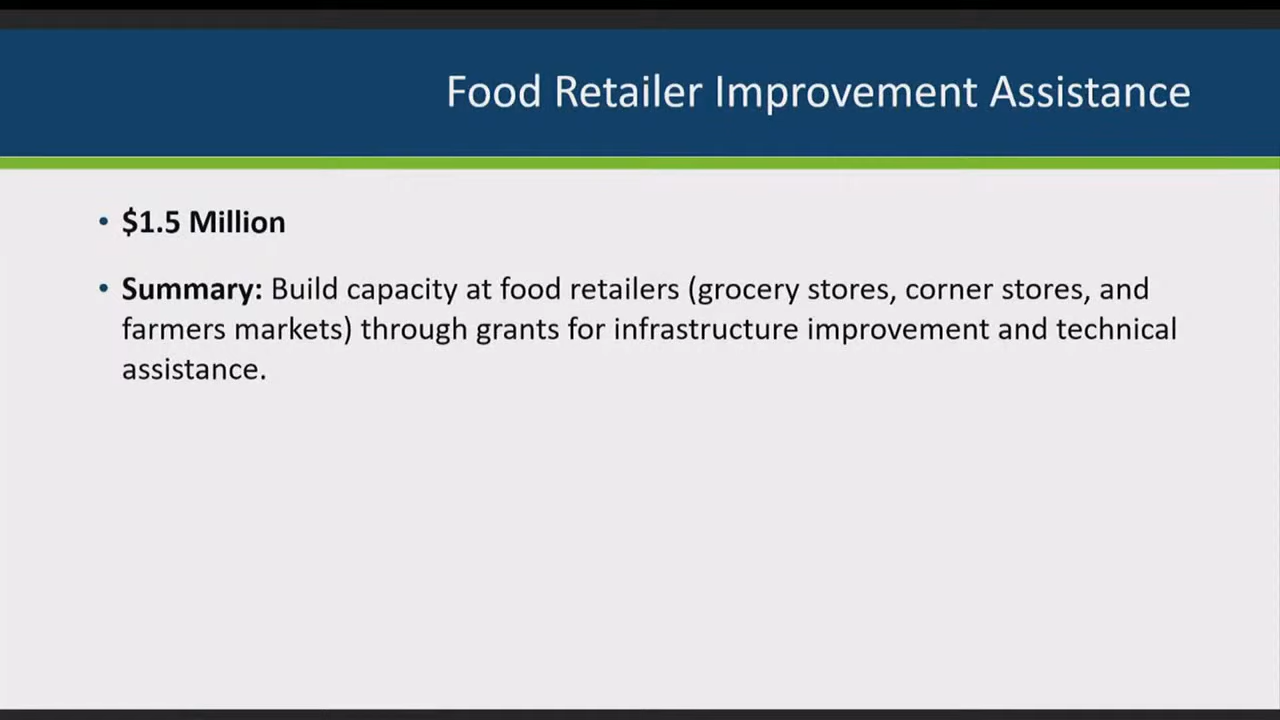 Food Retailer Improvement Assistance
• $1.5 Million
• Summary: Build capacity at food retailers (grocery stores, corner stores, and
farmers markets) through grants for infrastructure improvement and technical
assistance.